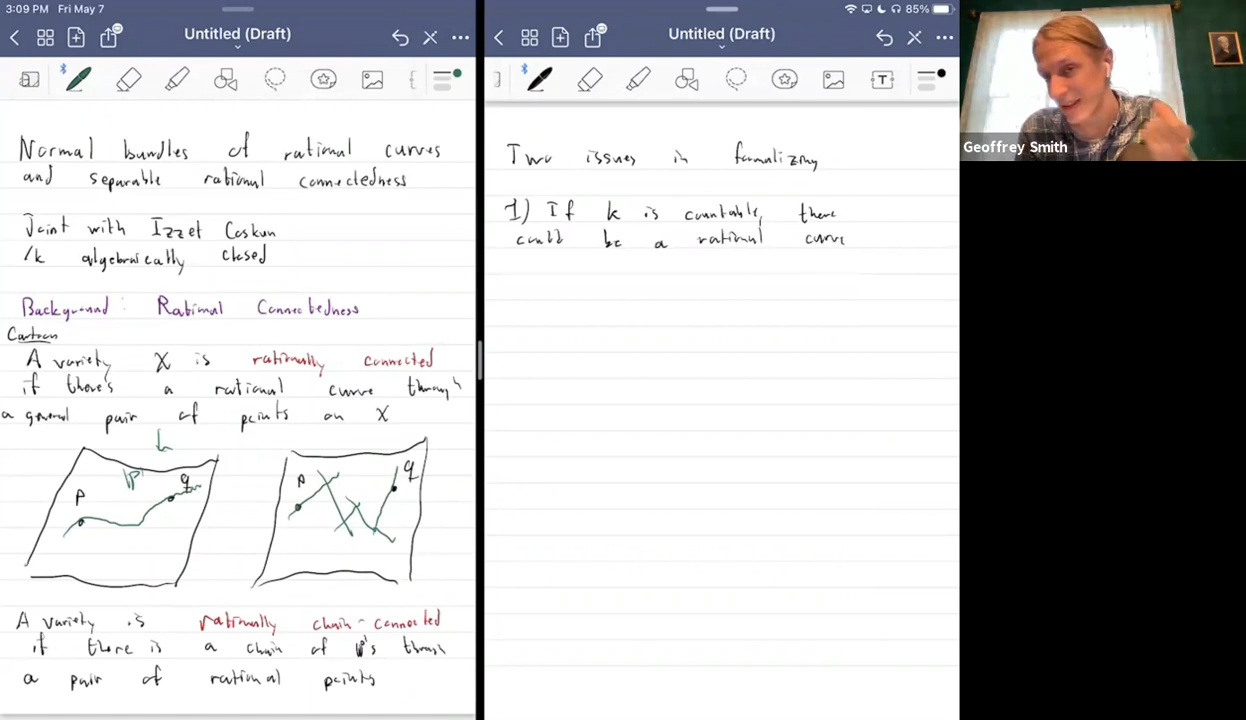 3:09 PM Fri May 7
85%
Untitled (Draft)
Untitled (Draft)
Normal bundles of rational curves
and separable rational connectedness
Joint with Izzet Coskun
/k algebraically closed
Background: Rational Connectedness
Cartoon
A variety X is rationally connected
if there's a rational curve through
a general pair of points on X
P
ℙ¹
q
p
q
A variety is rationally chain-connected
if there is a chain of ℙ¹'s through
a pair of rational points
Two issues in formalizing
1) If k is countable, there
could be a rational curve
T
Geoffrey Smith